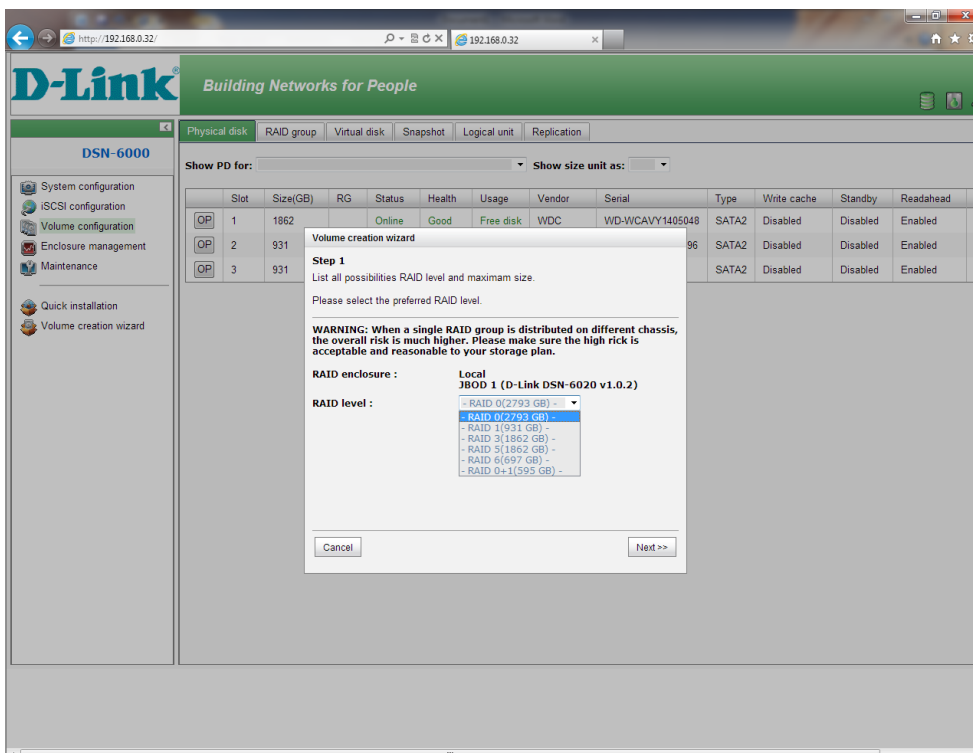 http://192.168.0.32/
192.168.0.32
D-Link
Building Networks for People
DSN-6000
System configuration
iSCSI configuration
Volume configuration
Enclosure management
Maintenance
Quick installation
Volume creation wizard
Physical disk RAID group Virtual disk Snapshot Logical unit Replication
Show PD for: Show size unit as:
Slot Size(GB) RG Status Health Usage Vendor Serial Type Write cache Standby Readahead
OP 1 1862 Online Good Free disk WDC WD-WCAVY1405048 SATA2 Disabled Disabled Enabled
OP 2 931 96 SATA2 Disabled Disabled Enabled
OP 3 931 SATA2 Disabled Disabled Enabled
Volume creation wizard
Step 1
List all possibilities RAID level and maximam size.
Please select the preferred RAID level.
WARNING: When a single RAID group is distributed on different chassis,
the overall risk is much higher. Please make sure the high rick is
acceptable and reasonable to your storage plan.
RAID enclosure : Local
JBOD 1 (D-Link DSN-6020 v1.0.2)
RAID level : - RAID 0(2793 GB) -
- RAID 0(2793 GB) -
- RAID 1(931 GB) -
- RAID 3(1862 GB) -
- RAID 5(1862 GB) -
- RAID 6(697 GB) -
- RAID 0+1(595 GB) -
Cancel Next >>